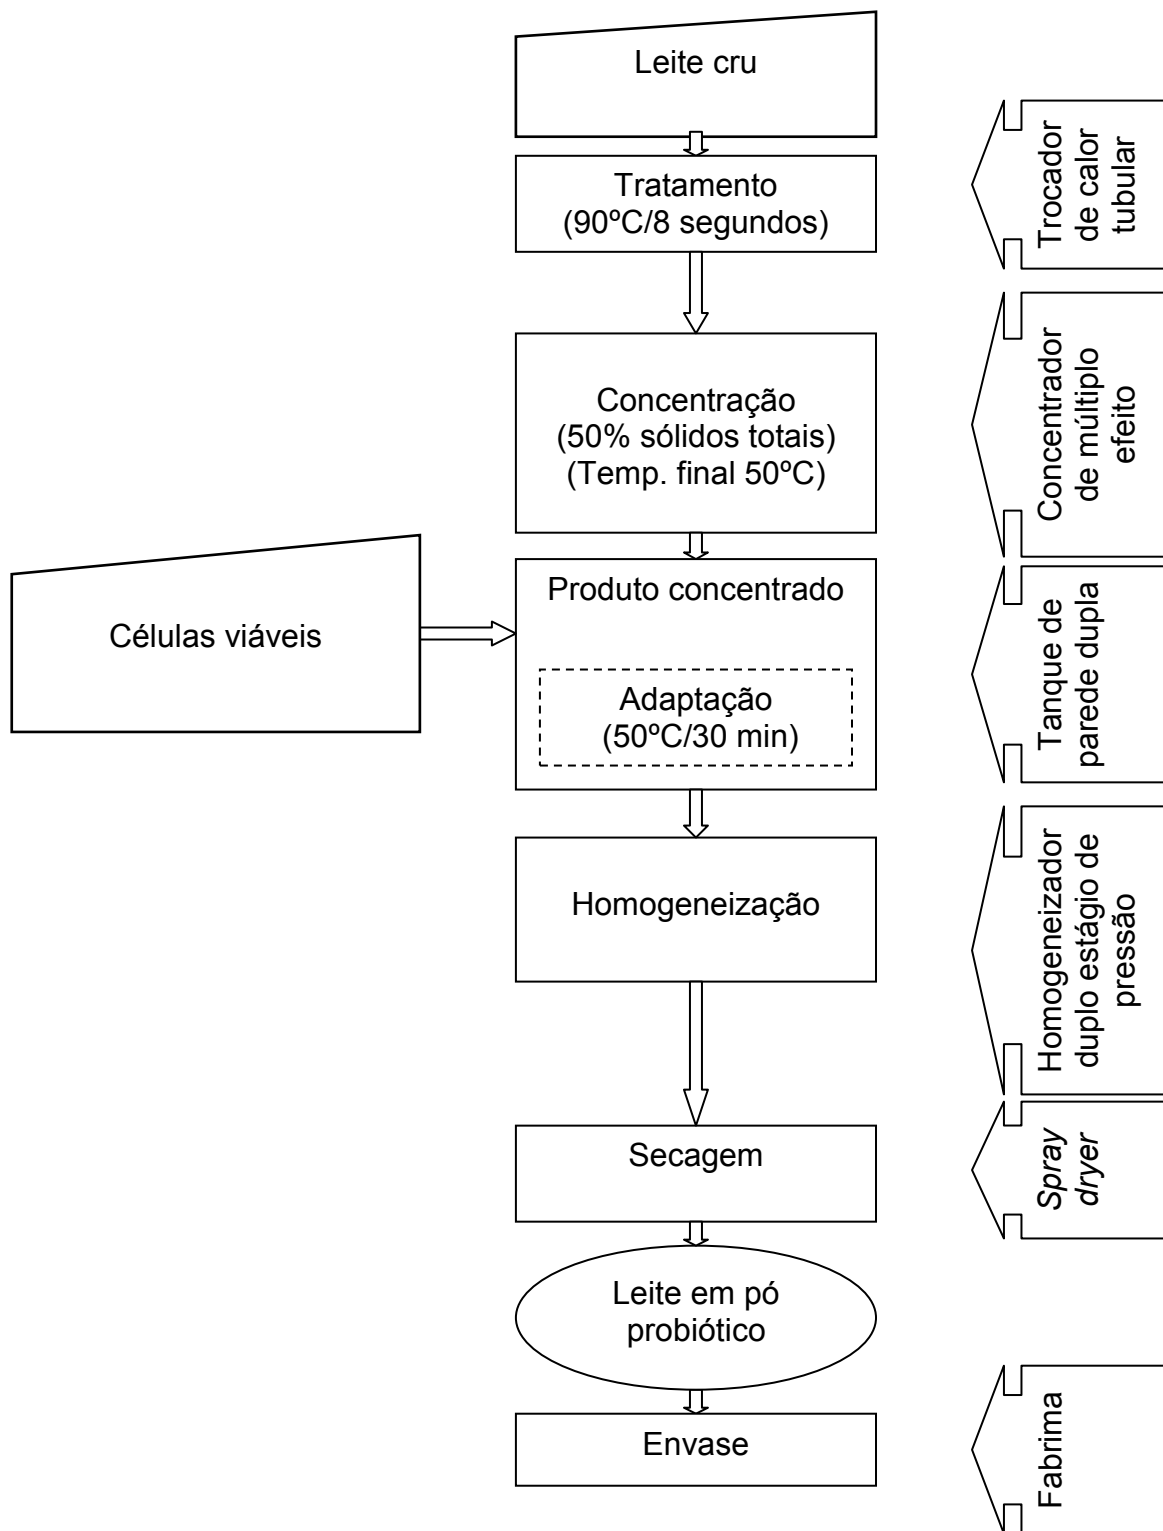 Leite cru
Tratamento
(90ºC/8 segundos)
Trocador
de calor
tubular
Concentração
(50% sólidos totais)
(Temp. final 50ºC)
Concentrador
de múltiplo
efeito
Células viáveis
Produto concentrado
Adaptação
(50ºC/30 min)
Tanque de
parede dupla
Homogeneização
Homogeneizador
duplo estágio de
pressão
Secagem
Spray
dryer
Leite em pó
probiótico
Envase
Fabrima